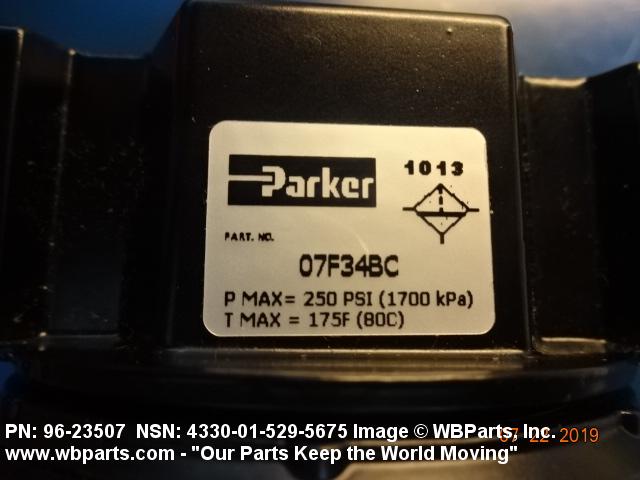 Parker
1013
PART. NO.
07F34BC
P MAX= 250 PSI (1700 kPa)
T MAX = 175F (80C)
PN: 96-23507 NSN: 4330-01-529-5675 Image © WBParts, Inc.
07 22 2019
www.wbparts.com - "Our Parts Keep the World Moving"